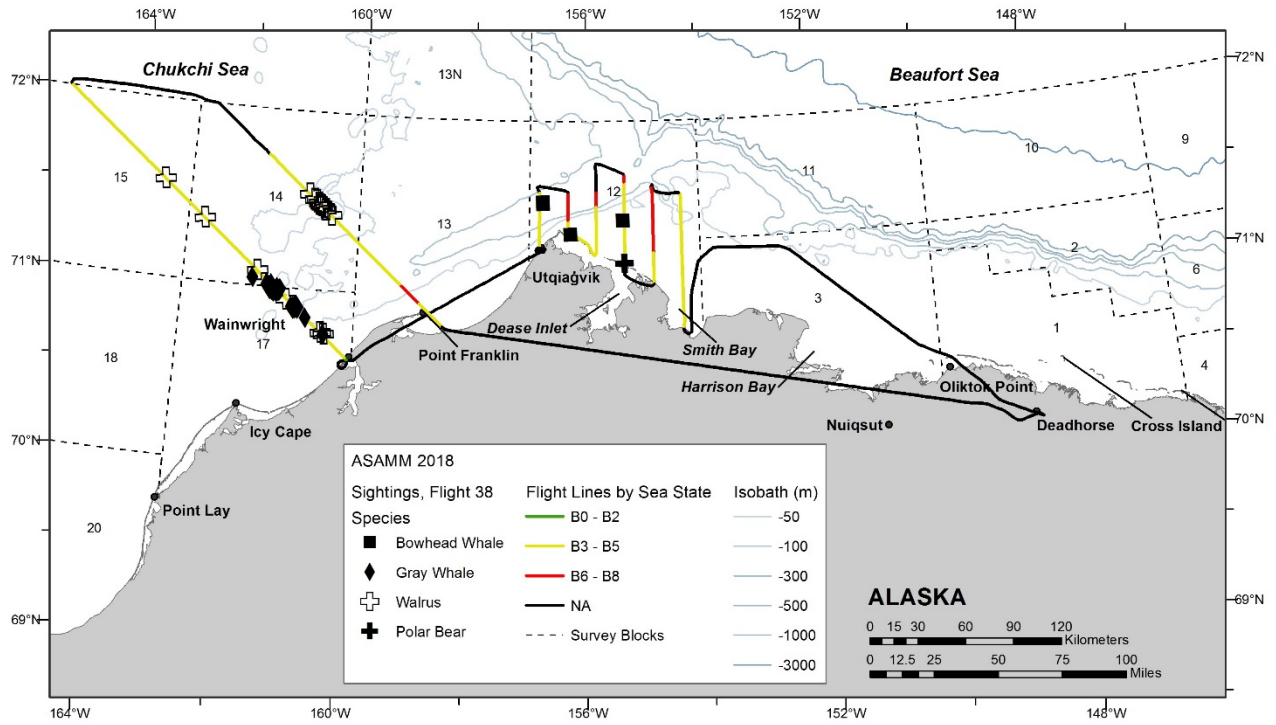 164°W 160°W 156°W 152°W 148°W
72°N 72°N
Chukchi Sea
13N
Beaufort Sea
9
10
15
14
12
11
13
71°N 71°N
2
6
Utqiaġvik
3
Wainwright
17
Dease Inlet
1
18
Point Franklin
Smith Bay
4
Harrison Bay
Oliktok Point
70°N 70°N
Icy Cape
Nuiqsut
Deadhorse
Cross Island
Point Lay
20
69°N 69°N
ASAMM 2018
Sightings, Flight 38
Species
Bowhead Whale
Gray Whale
Walrus
Polar Bear
Flight Lines by Sea State
B0 - B2
B3 - B5
B6 - B8
NA
Survey Blocks
Isobath (m)
-50
-100
-300
-500
-1000
-3000
ALASKA
0 15 30 60 90 120
Kilometers
0 12.5 25 50 75 100
Miles
164°W 160°W 156°W 152°W 148°W